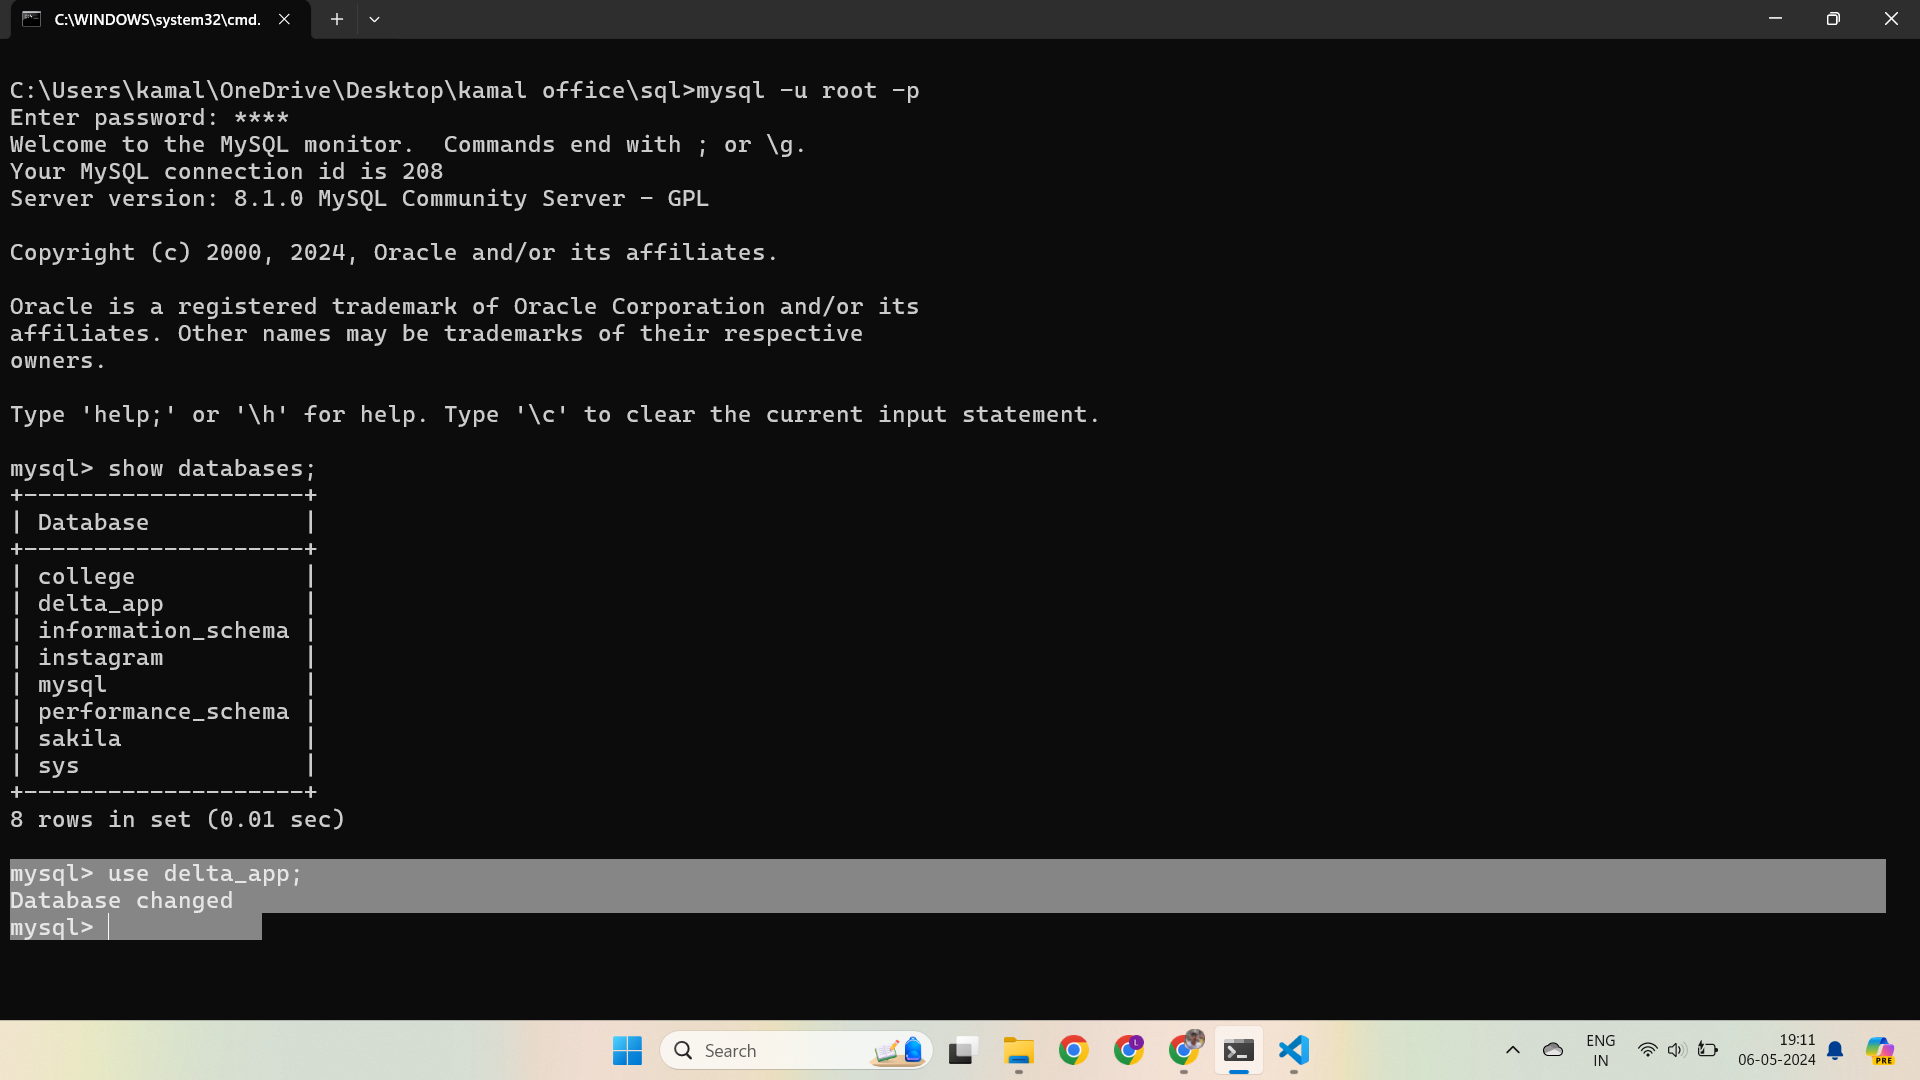 C:\WINDOWS\system32\cmd.
C:\Users\kamal\OneDrive\Desktop\kamal office\sql>mysql -u root -p
Enter password: ****
Welcome to the MySQL monitor.  Commands end with ; or \g.
Your MySQL connection id is 208
Server version: 8.1.0 MySQL Community Server - GPL
Copyright (c) 2000, 2024, Oracle and/or its affiliates.
Oracle is a registered trademark of Oracle Corporation and/or its
affiliates. Other names may be trademarks of their respective
owners.
Type 'help;' or '\h' for help. Type '\c' to clear the current input statement.
mysql> show databases;
+--------------------+
| Database           |
+--------------------+
| college            |
| delta_app          |
| information_schema |
| instagram          |
| mysql              |
| performance_schema |
| sakila             |
| sys                |
+--------------------+
8 rows in set (0.01 sec)
mysql> use delta_app;
Database changed
mysql>
Search
L
ENG
IN
19:11
06-05-2024
PRE